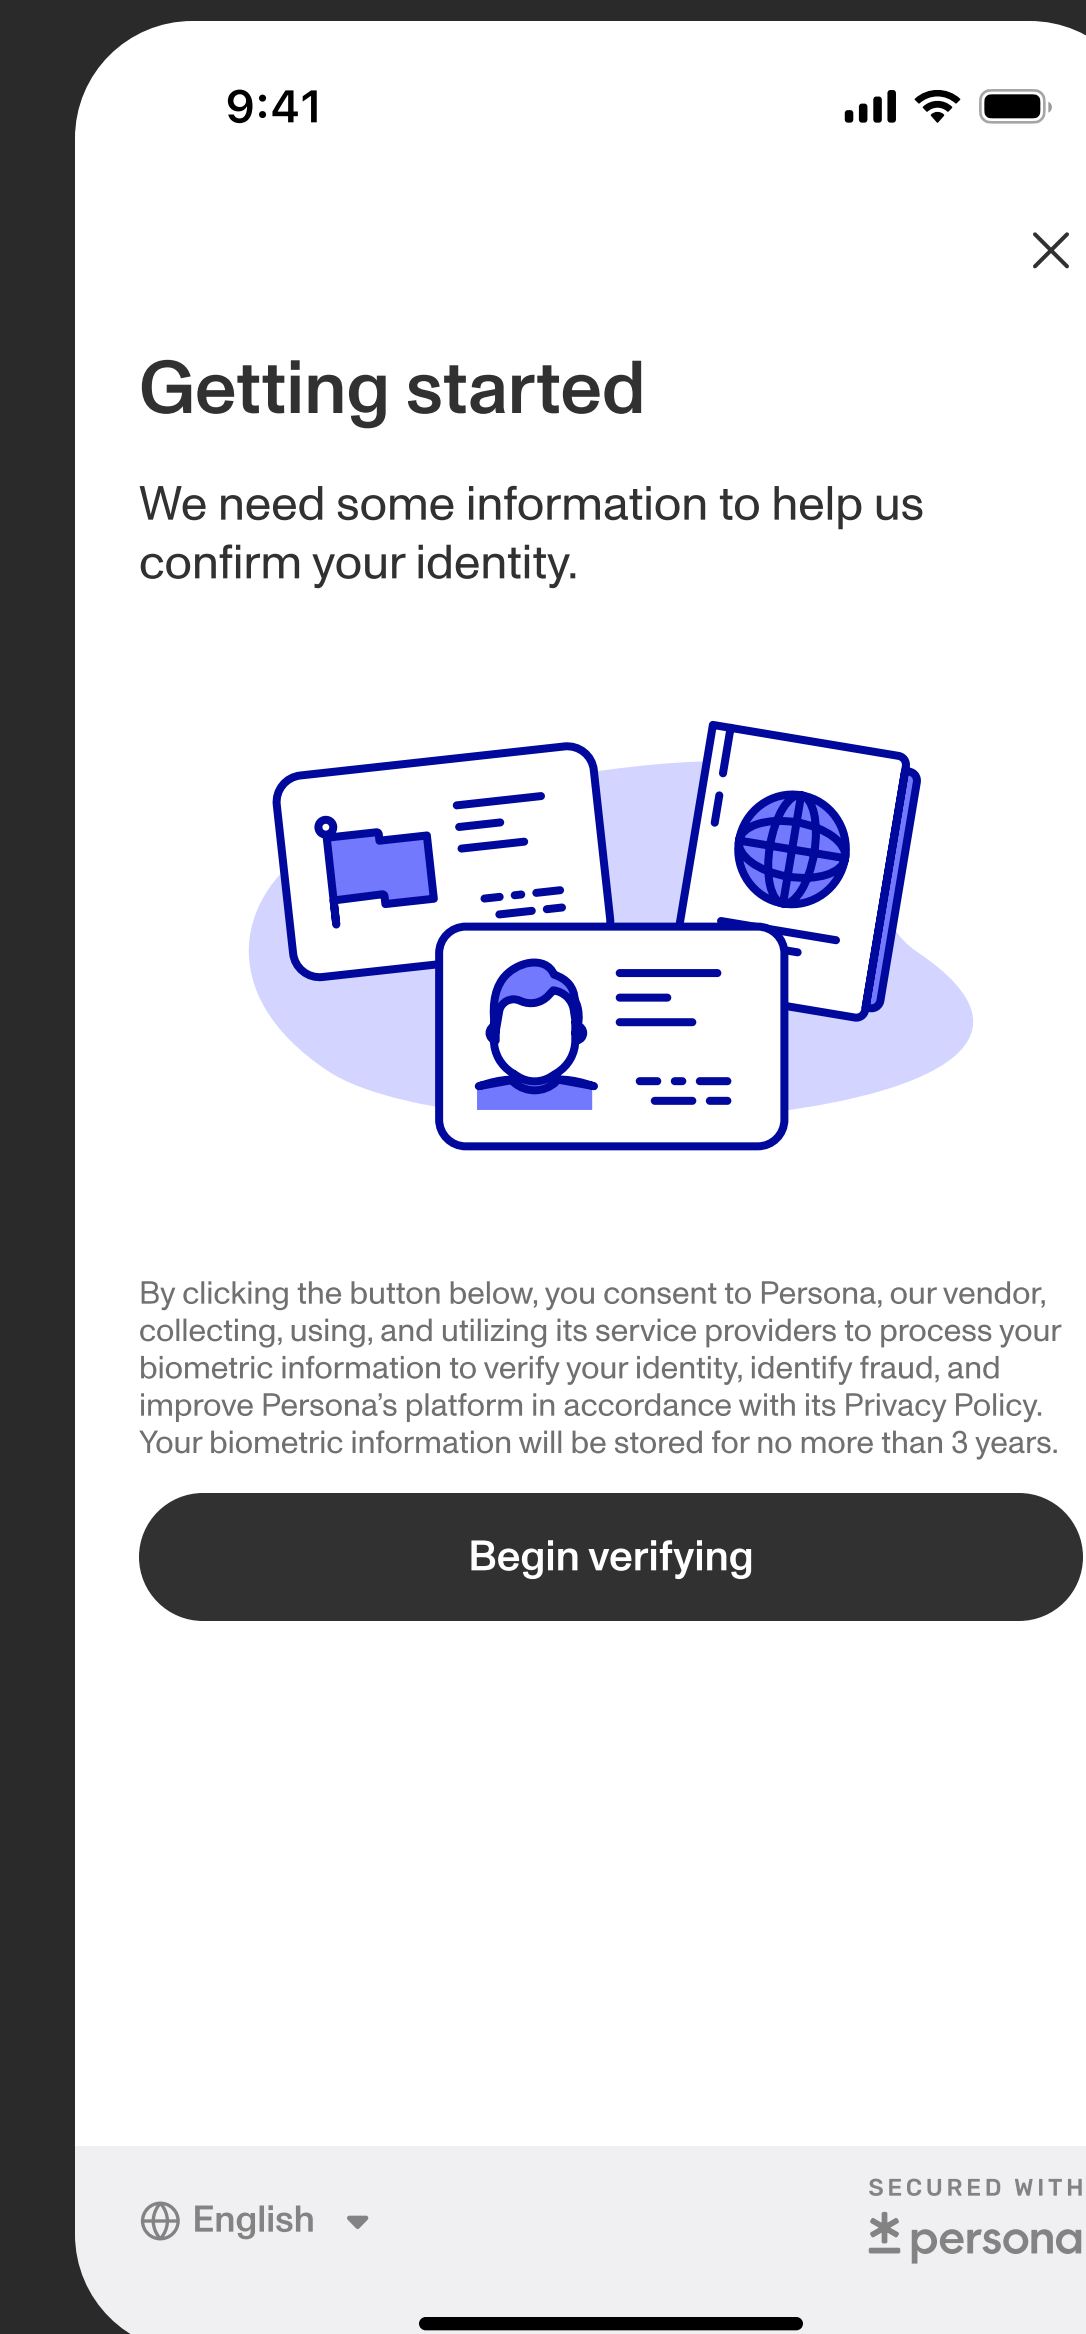 9:41
Getting started
We need some information to help us
confirm your identity.
By clicking the button below, you consent to Persona, our vendor,
collecting, using, and utilizing its service providers to process your
biometric information to verify your identity, identify fraud, and
improve Persona’s platform in accordance with its Privacy Policy.
Your biometric information will be stored for no more than 3 years.
Begin verifying
English
SECURED WITH
persona